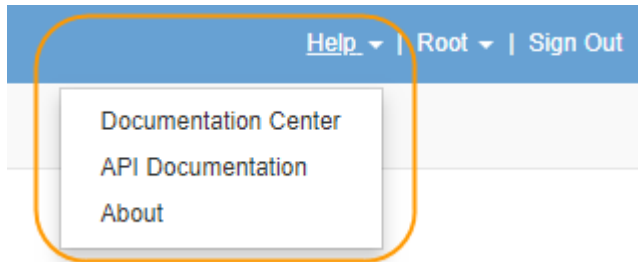 Help | Root | Sign Out
Documentation Center
API Documentation
About